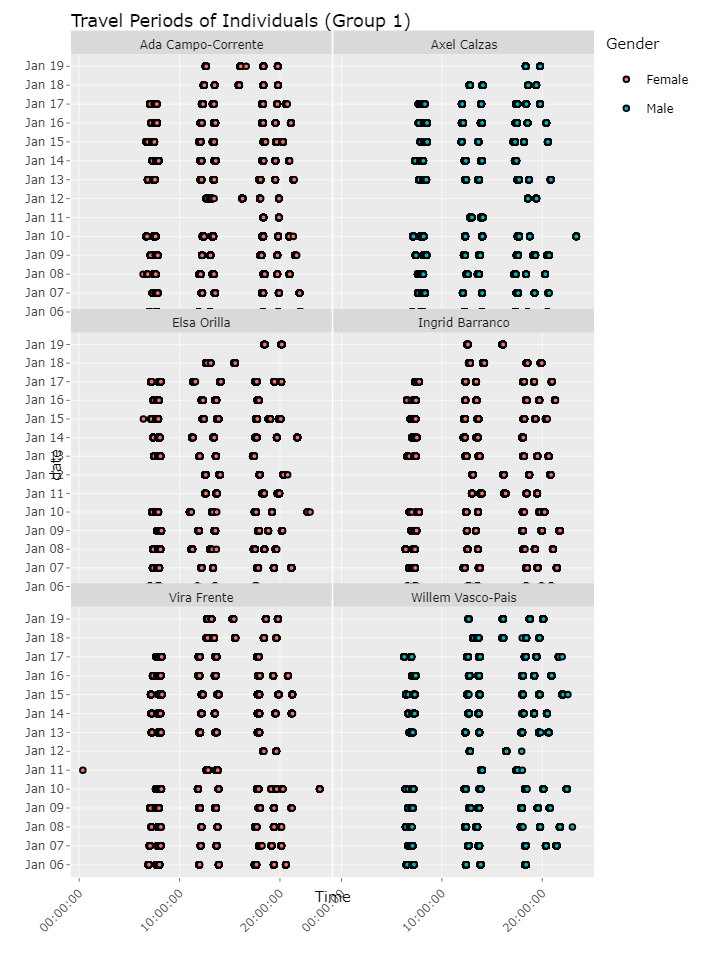 Travel Periods of Individuals (Group 1)
Ada Campo-Corrente
Axel Calzas
Gender
Female
Male
Jan 19
Jan 18
Jan 17
Jan 16
Jan 15
Jan 14
Jan 13
Jan 12
Jan 11
Jan 10
Jan 09
Jan 08
Jan 07
Jan 06
Elsa Orilla
Ingrid Barranco
Jan 19
Jan 18
Jan 17
Jan 16
Jan 15
Jan 14
Jan 13
Jan 12
Jan 11
Jan 10
Jan 09
Jan 08
Jan 07
Jan 06
date
Vira Frente
Willem Vasco-Pais
Jan 19
Jan 18
Jan 17
Jan 16
Jan 15
Jan 14
Jan 13
Jan 12
Jan 11
Jan 10
Jan 09
Jan 08
Jan 07
Jan 06
00:00:00
10:00:00
20:00:00
00:00:00
10:00:00
20:00:00
Time